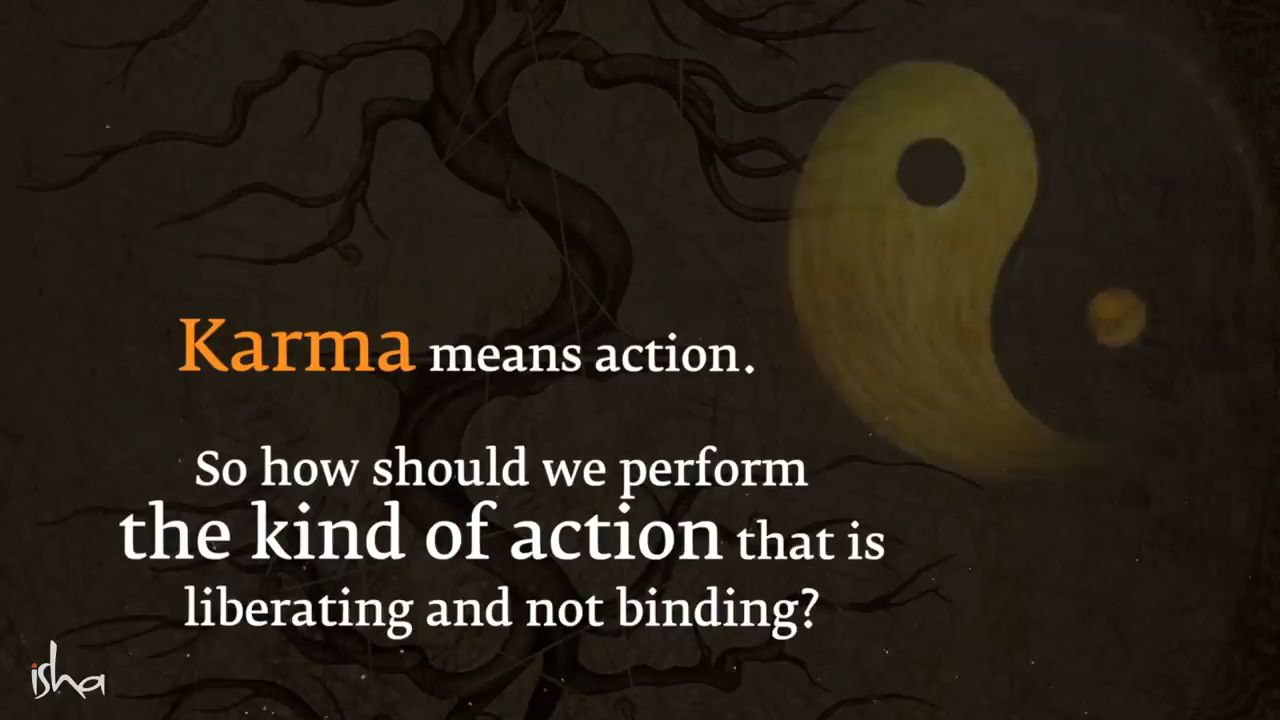 Karma means action.
So how should we perform
the kind of action that is
liberating and not binding?
isha